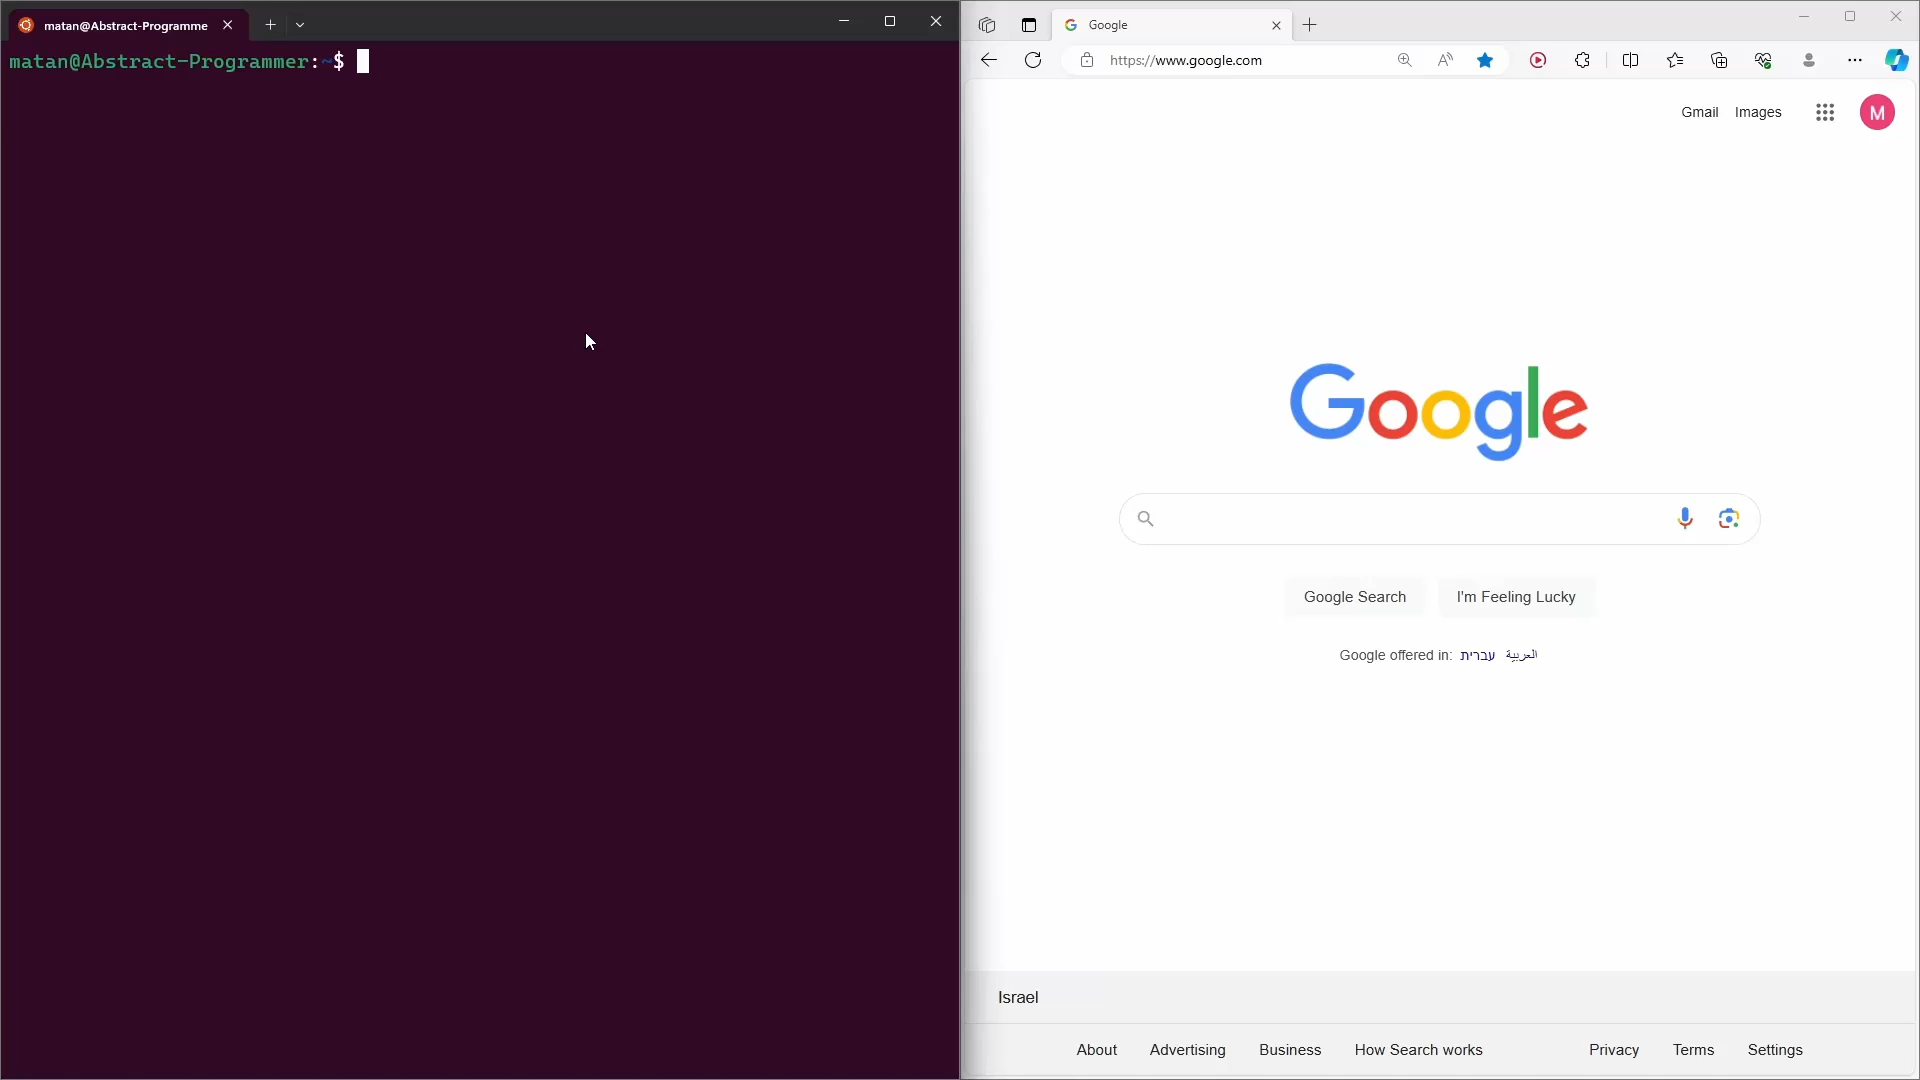 matan@Abstract-Programme
matan@Abstract-Programmer:~$
Google
https://www.google.com
Gmail Images
M
Google
Google Search I'm Feeling Lucky
Google offered in: עברית العربية
Israel
About Advertising Business How Search works Privacy Terms Settings